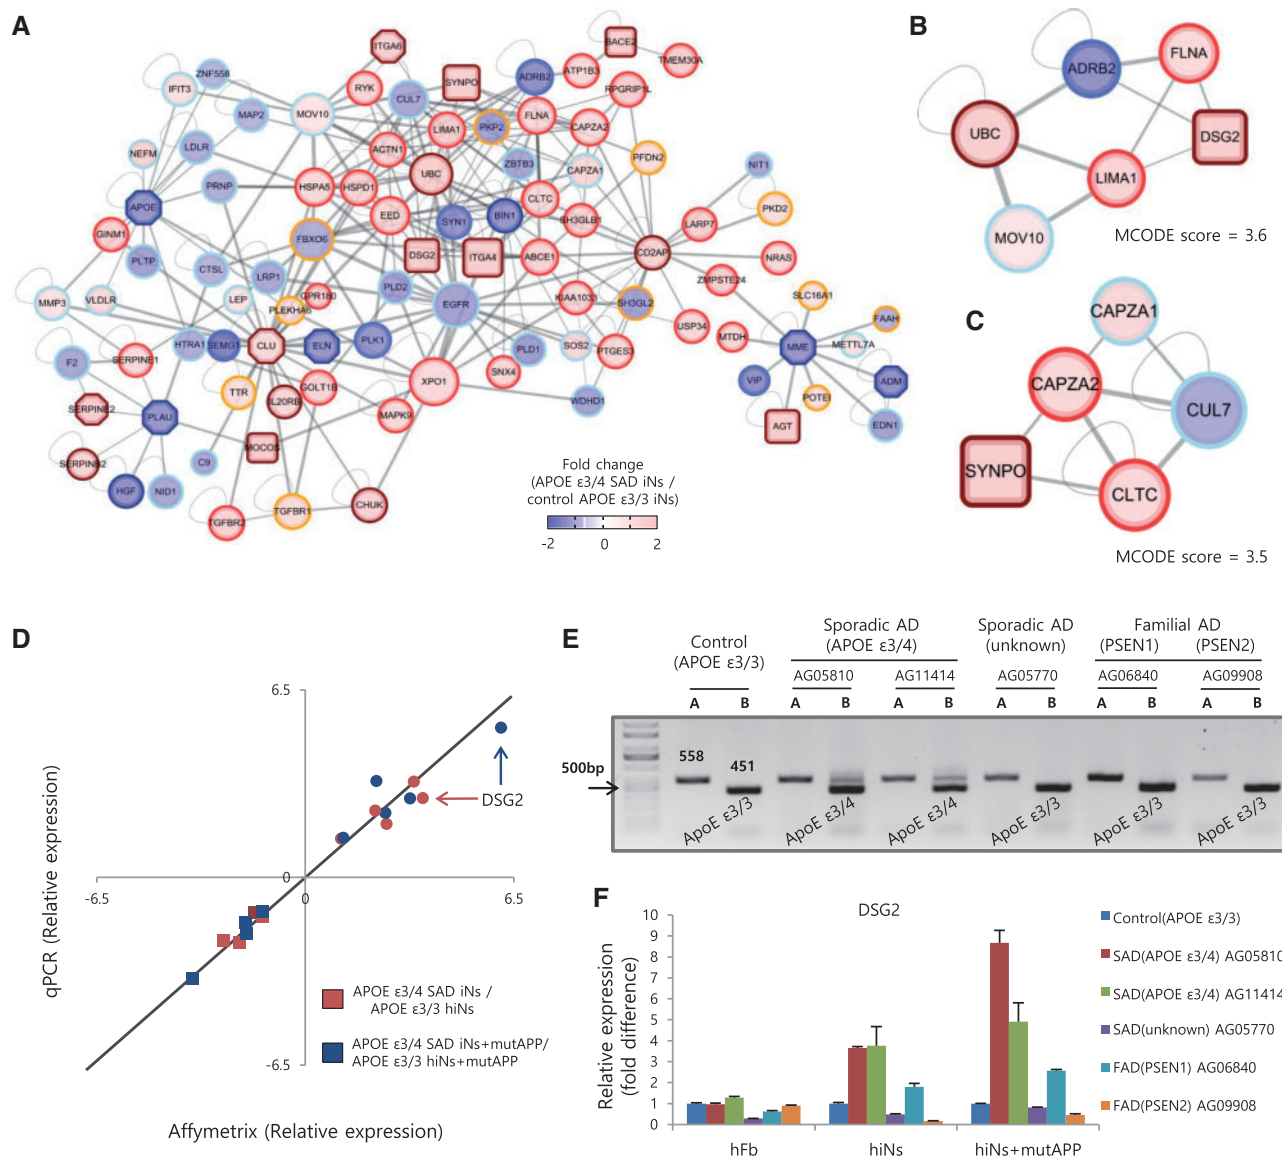 A
ITGA6
BACE2
ZNF558
IFIT3
RYK
SYNPO
ADRB2
ATP1B3
TMEM30A
RPGRIP1L
CUL7
MAP2
MOV10
LIMA1
PKP2
FLNA
CAPZA2
NEFM
LDLR
ACTN1
ZBTB3
CAPZA1
PFDN2
NIT1
PRNP
HSPA5
HSPD1
UBC
CLTC
APOE
EED
SYN1
BIN1
SH3GLB1
LARP7
PKD2
GINM1
FBXO6
DSG2
ITGA4
ABCE1
CD2AP
NRAS
PLTP
CTSL
LRP1
PLD2
ZMPSTE24
MMP3
VLDLR
LEP
GPR180
PLEKHA6
EGFR
KIAA1033
SH3GL2
SLC16A1
FAAH
USP34
MTDH
F2
SERPINE1
HTRA1
SEMG1
CLU
ELN
PLK1
PLD1
SOS2
PTGES3
MME
METTL7A
SNX4
VIP
ADM
TTR
GOLT1B
IL20RB
XPO1
WDHD1
POTEI
SERPINE2
PLAU
MAPK9
AGT
EDN1
MOCOS
SERPINB2
C9
HGF
NID1
TGFBR2
TGFBR1
CHUK
Fold change
(APOE ε3/4 SAD iNs /
control APOE ε3/3 iNs)
-2 0 2
B
ADRB2
FLNA
UBC
DSG2
LIMA1
MOV10
MCODE score = 3.6
C
CAPZA1
CAPZA2
CUL7
SYNPO
CLTC
MCODE score = 3.5
D
6.5
-6.5
0
0
6.5
-6.5
DSG2
qPCR (Relative expression)
Affymetrix (Relative expression)
APOE ε3/4 SAD iNs /
APOE ε3/3 hiNs
APOE ε3/4 SAD iNs+mutAPP/
APOE ε3/3 hiNs+mutAPP
E
Control
(APOE ε3/3)
Sporadic AD
(APOE ε3/4)
Sporadic AD
(unknown)
Familial AD
(PSEN1) (PSEN2)
AG05810 AG11414 AG05770 AG06840 AG09908
A B A B A B A B A B A B
500bp
558
451
ApoE ε3/3
ApoE ε3/4
ApoE ε3/4
ApoE ε3/3
ApoE ε3/3
ApoE ε3/3
F
DSG2
Relative expression
(fold difference)
10
9
8
7
6
5
4
3
2
1
0
hFb hiNs hiNs+mutAPP
Control(APOE ε3/3)
SAD(APOE ε3/4) AG05810
SAD(APOE ε3/4) AG11414
SAD(unknown) AG05770
FAD(PSEN1) AG06840
FAD(PSEN2) AG09908